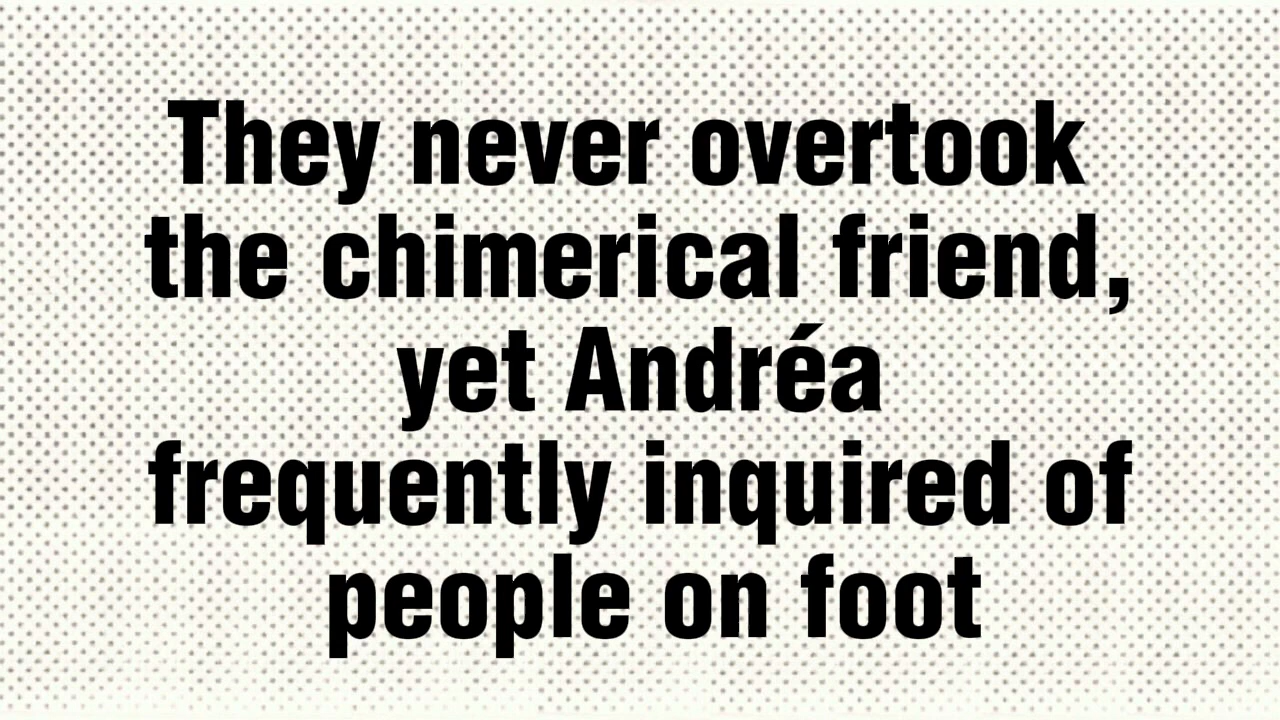 They never overtook
the chimerical friend,
yet Andréa
frequently inquired of
people on foot